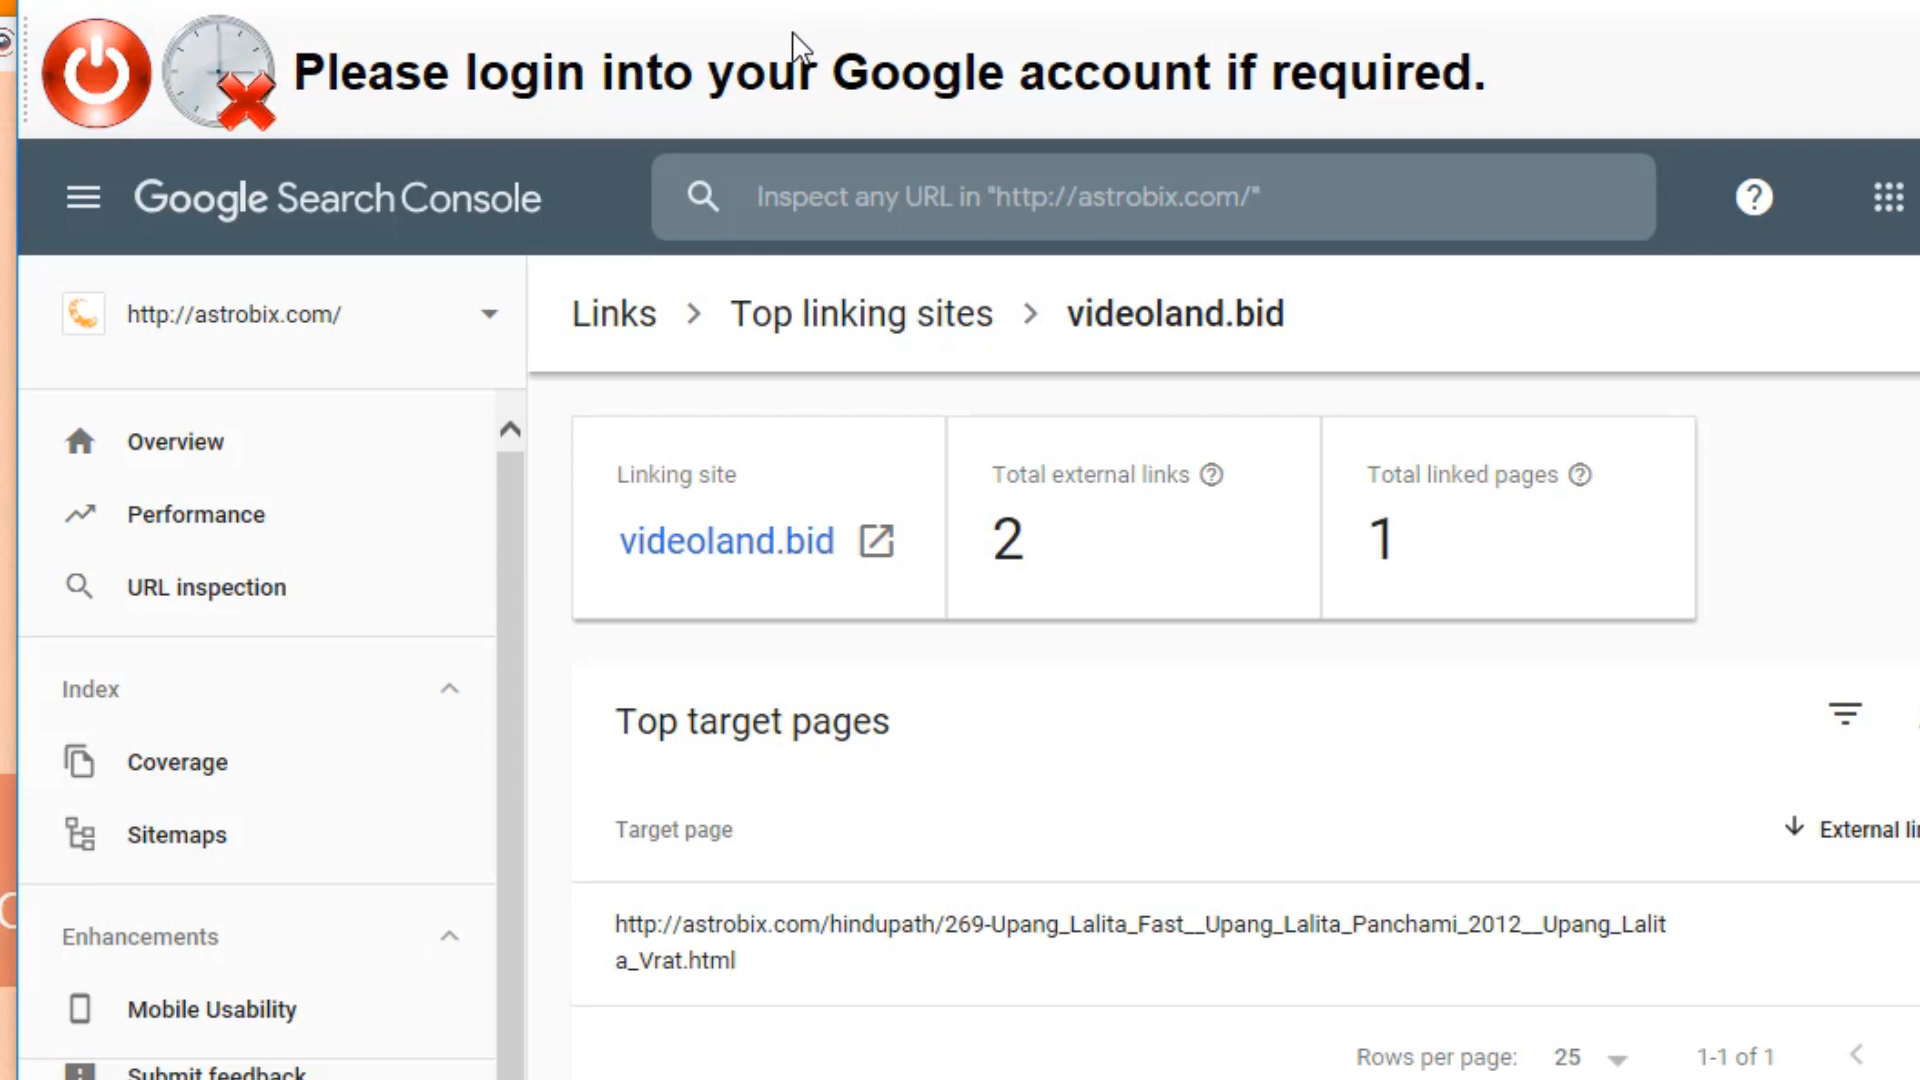 Please login into your Google account if required.
Google Search Console
Inspect any URL in "http://astrobix.com/"
http://astrobix.com/
Links > Top linking sites > videoland.bid
Overview
Performance
URL inspection
Index
Coverage
Sitemaps
Enhancements
Mobile Usability
Submit feedback
Linking site
videoland.bid
Total external links
2
Total linked pages
1
Top target pages
Target page
External li
http://astrobix.com/hindupath/269-Upang_Lalita_Fast__Upang_Lalita_Panchami_2012__Upang_Lalit
a_Vrat.html
Rows per page: 25
1-1 of 1